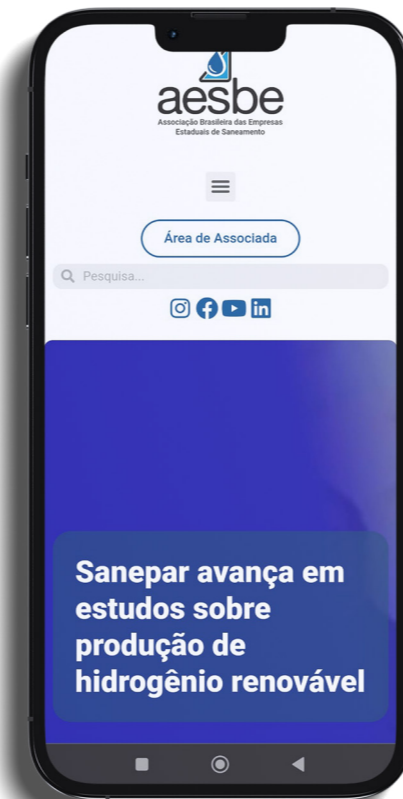 aesbe
Associação Brasileira das Empresas
Estaduais de Saneamento
Área de Associada
Pesquisa...
Sanepar avança em
estudos sobre
produção de
hidrogênio renovável